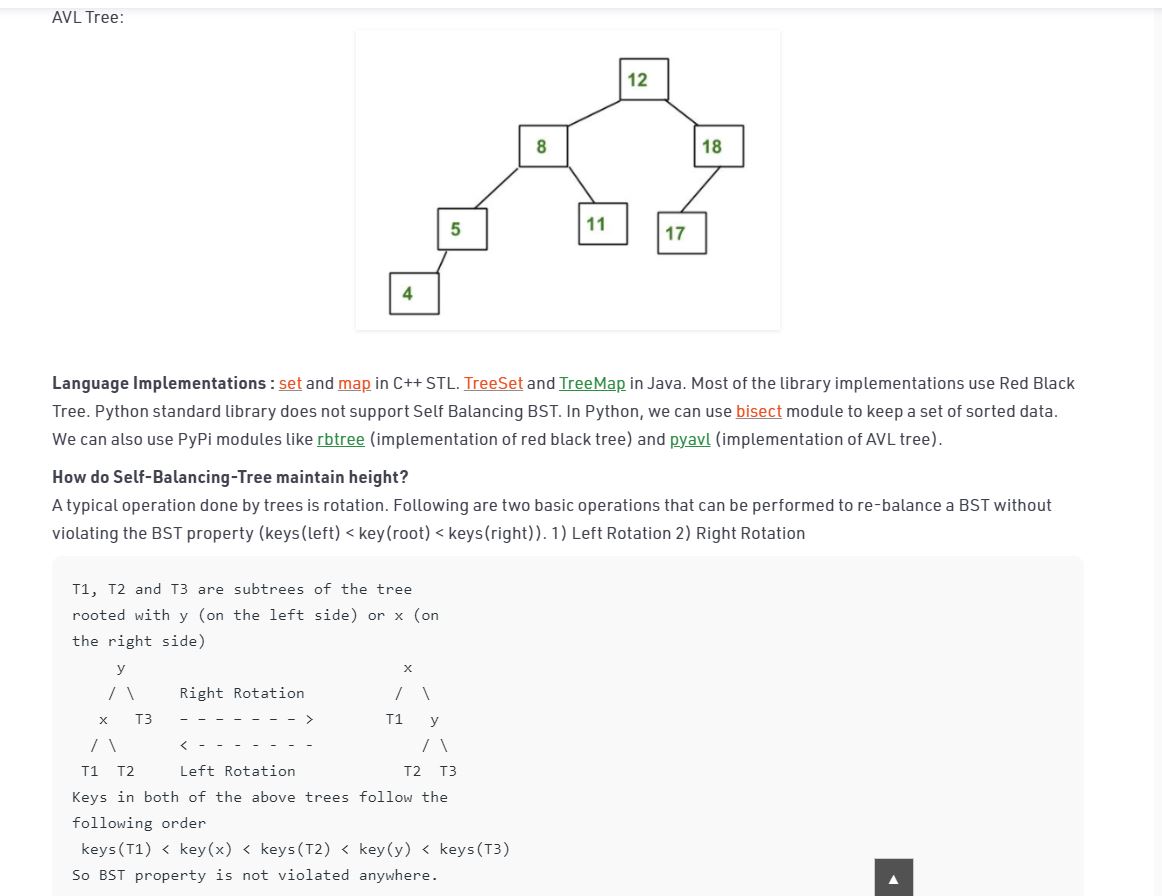 AVL Tree:
12
8
18
5
11
17
4
Language Implementations : set and map in C++ STL. TreeSet and TreeMap in Java. Most of the library implementations use Red Black
Tree. Python standard library does not support Self Balancing BST. In Python, we can use bisect module to keep a set of sorted data.
We can also use PyPi modules like rbtree (implementation of red black tree) and pyavl (implementation of AVL tree).
How do Self-Balancing-Tree maintain height?
A typical operation done by trees is rotation. Following are two basic operations that can be performed to re-balance a BST without
violating the BST property (keys(left) < key(root) < keys(right)). 1) Left Rotation 2) Right Rotation
T1, T2 and T3 are subtrees of the tree
rooted with y (on the left side) or x (on
the right side)
y                               x
/ \     Right Rotation          /  \
x   T3   - - - - - - - >        T1   y
/ \       < - - - - - - -            / \
T1  T2     Left Rotation            T2  T3
Keys in both of the above trees follow the
following order
keys(T1) < key(x) < keys(T2) < key(y) < keys(T3)
So BST property is not violated anywhere.